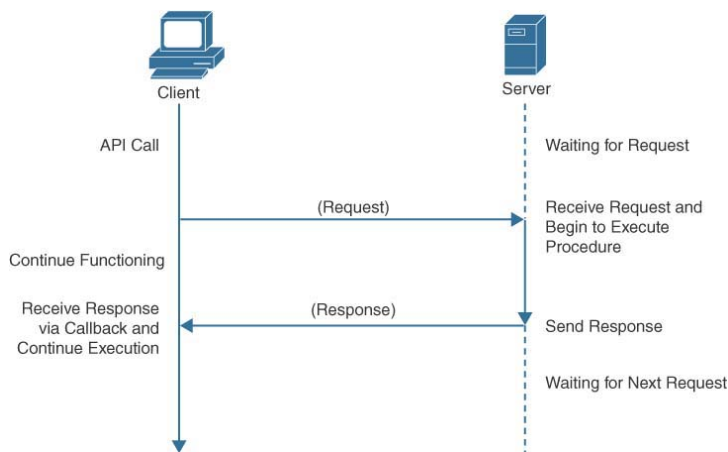 Client
Server
API Call
Waiting for Request
(Request)
Receive Request and
Begin to Execute
Procedure
Continue Functioning
Receive Response
via Callback and
Continue Execution
(Response)
Send Response
Waiting for Next Request